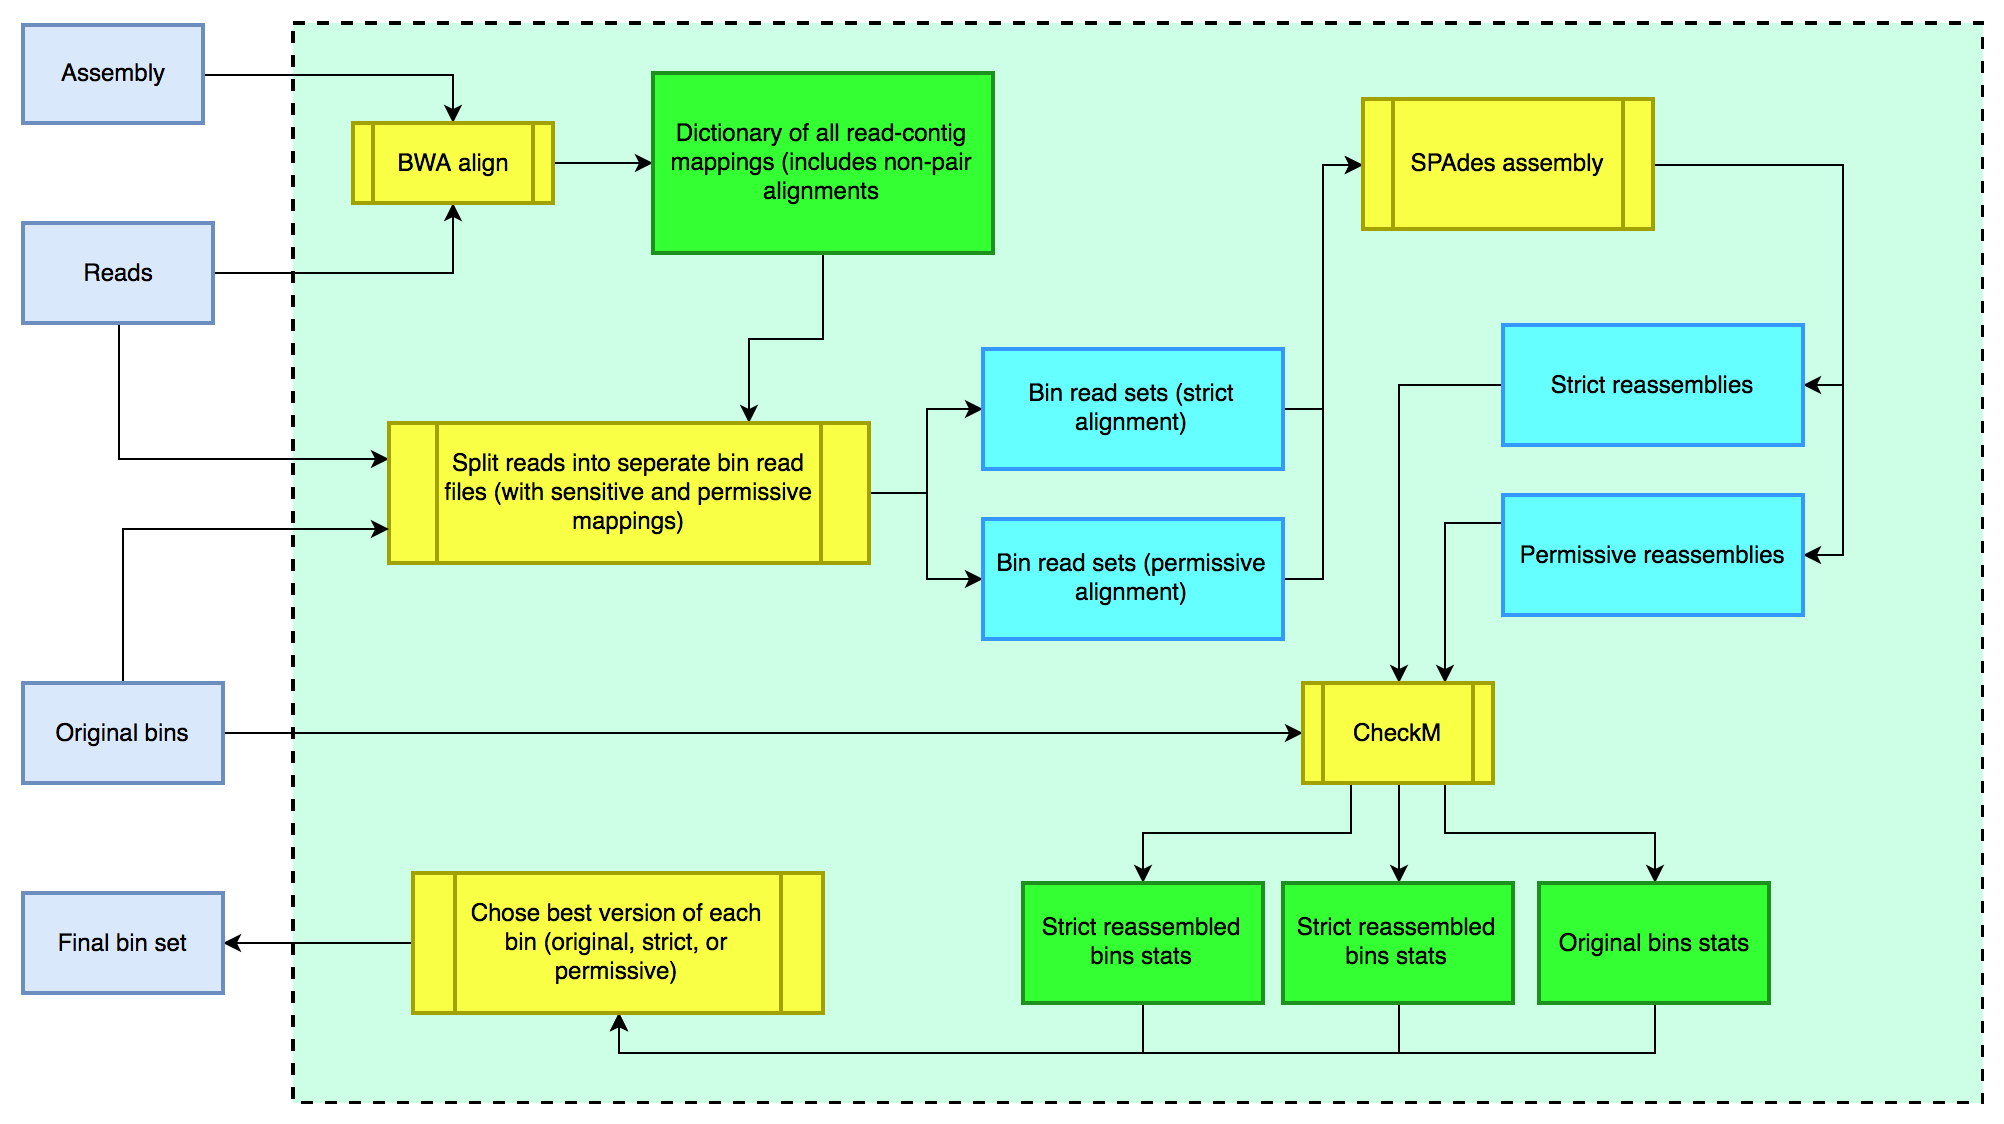 Assembly
BWA align
Dictionary of all read-contig
mappings (includes non-pair
alignments
SPAdes assembly
Reads
Strict reassemblies
Bin read sets (strict
alignment)
Split reads into seperate bin read
files (with sensitive and permissive
mappings)
Bin read sets (permissive
alignment)
Permissive reassemblies
Original bins
CheckM
Final bin set
Chose best version of each
bin (original, strict, or
permissive)
Strict reassembled
bins stats
Strict reassembled
bins stats
Original bins stats